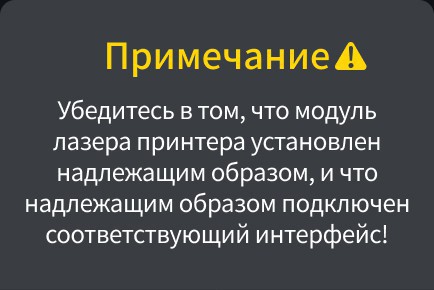 Примечание
Убедитесь в том, что модуль
лазера принтера установлен
надлежащим образом, и что
надлежащим образом подключен
соответствующий интерфейс!